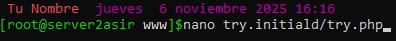 Tu Nombre jueves 6 noviembre 2025 16:16
[root@server2asir www]$nano try.initiald/try.php